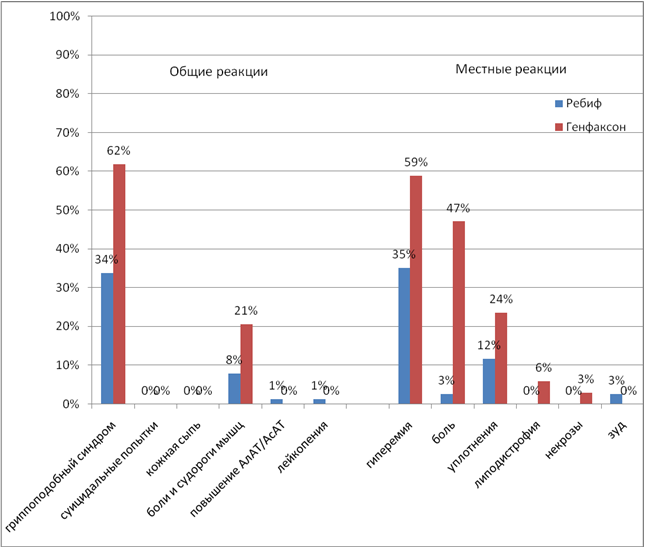 100%
90%
80%
70%
60%
50%
40%
30%
20%
10%
0%
Общие реакции
Местные реакции
Ребиф
Генфаксон
34%
62%
0%
0%
0%
0%
8%
21%
1%
0%
1%
0%
35%
59%
3%
47%
12%
24%
0%
6%
0%
3%
3%
0%
гриппоподобный синдром
суицидальные попытки
кожная сыпь
боли и судороги мышц
повышение АлАТ/АсАТ
лейкопения
гиперемия
боль
уплотнения
липодистрофия
некрозы
зуд